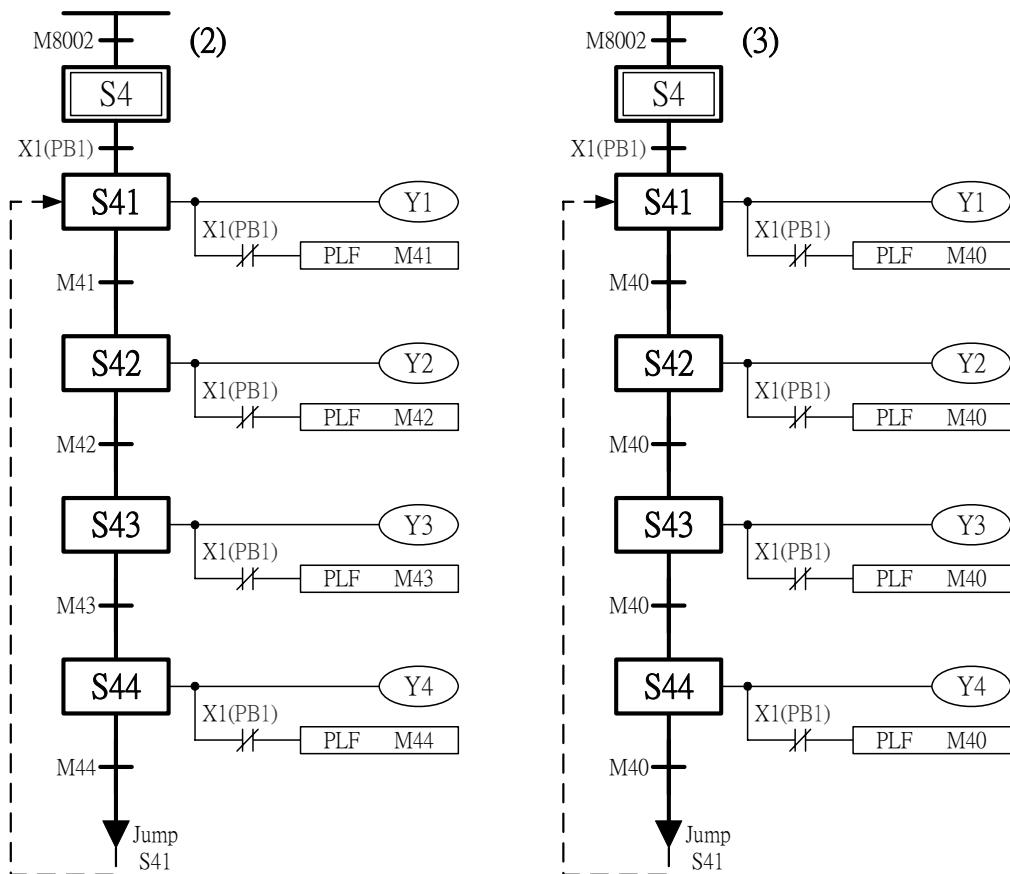 M8002
(2)
S4
X1(PB1)
S41
Y1
X1(PB1)
PLF M41
M41
S42
Y2
X1(PB1)
PLF M42
M42
S43
Y3
X1(PB1)
PLF M43
M43
S44
Y4
X1(PB1)
PLF M44
M44
Jump
S41
M8002
(3)
S4
X1(PB1)
S41
Y1
X1(PB1)
PLF M40
M40
S42
Y2
X1(PB1)
PLF M40
M40
S43
Y3
X1(PB1)
PLF M40
M40
S44
Y4
X1(PB1)
PLF M40
M40
Jump
S41